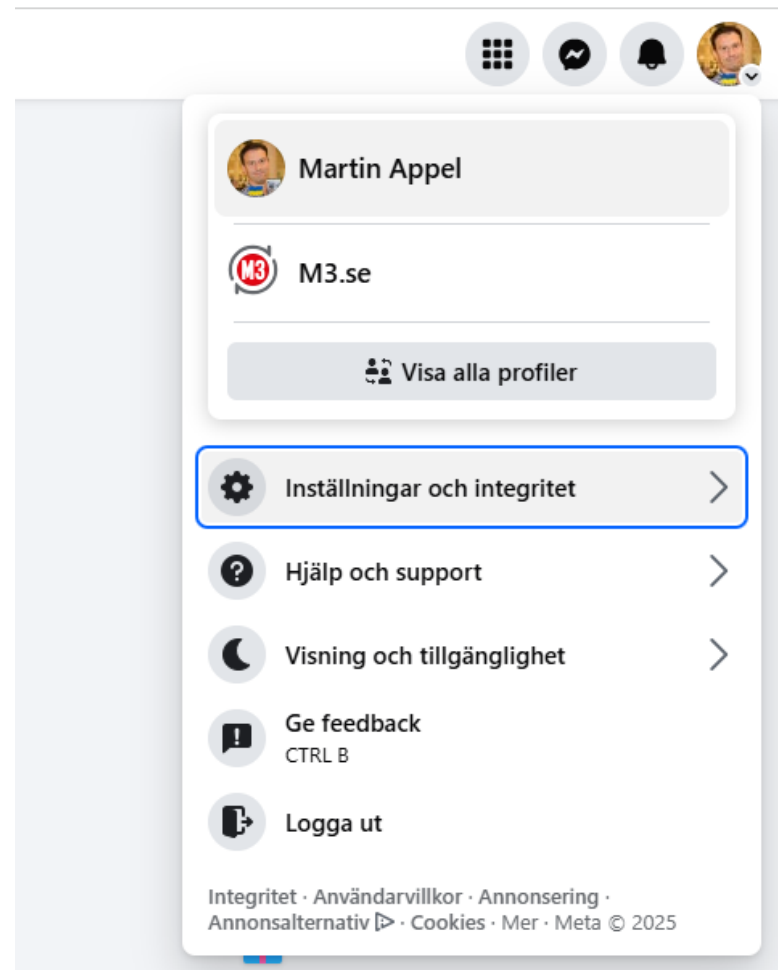 Martin Appel
M3
M3.se
Visa alla profiler
Inställningar och integritet
Hjälp och support
Visning och tillgänglighet
Ge feedback
CTRL B
Logga ut
Integritet · Användarvillkor · Annonsering ·
Annonsalternativ · Cookies · Mer · Meta © 2025